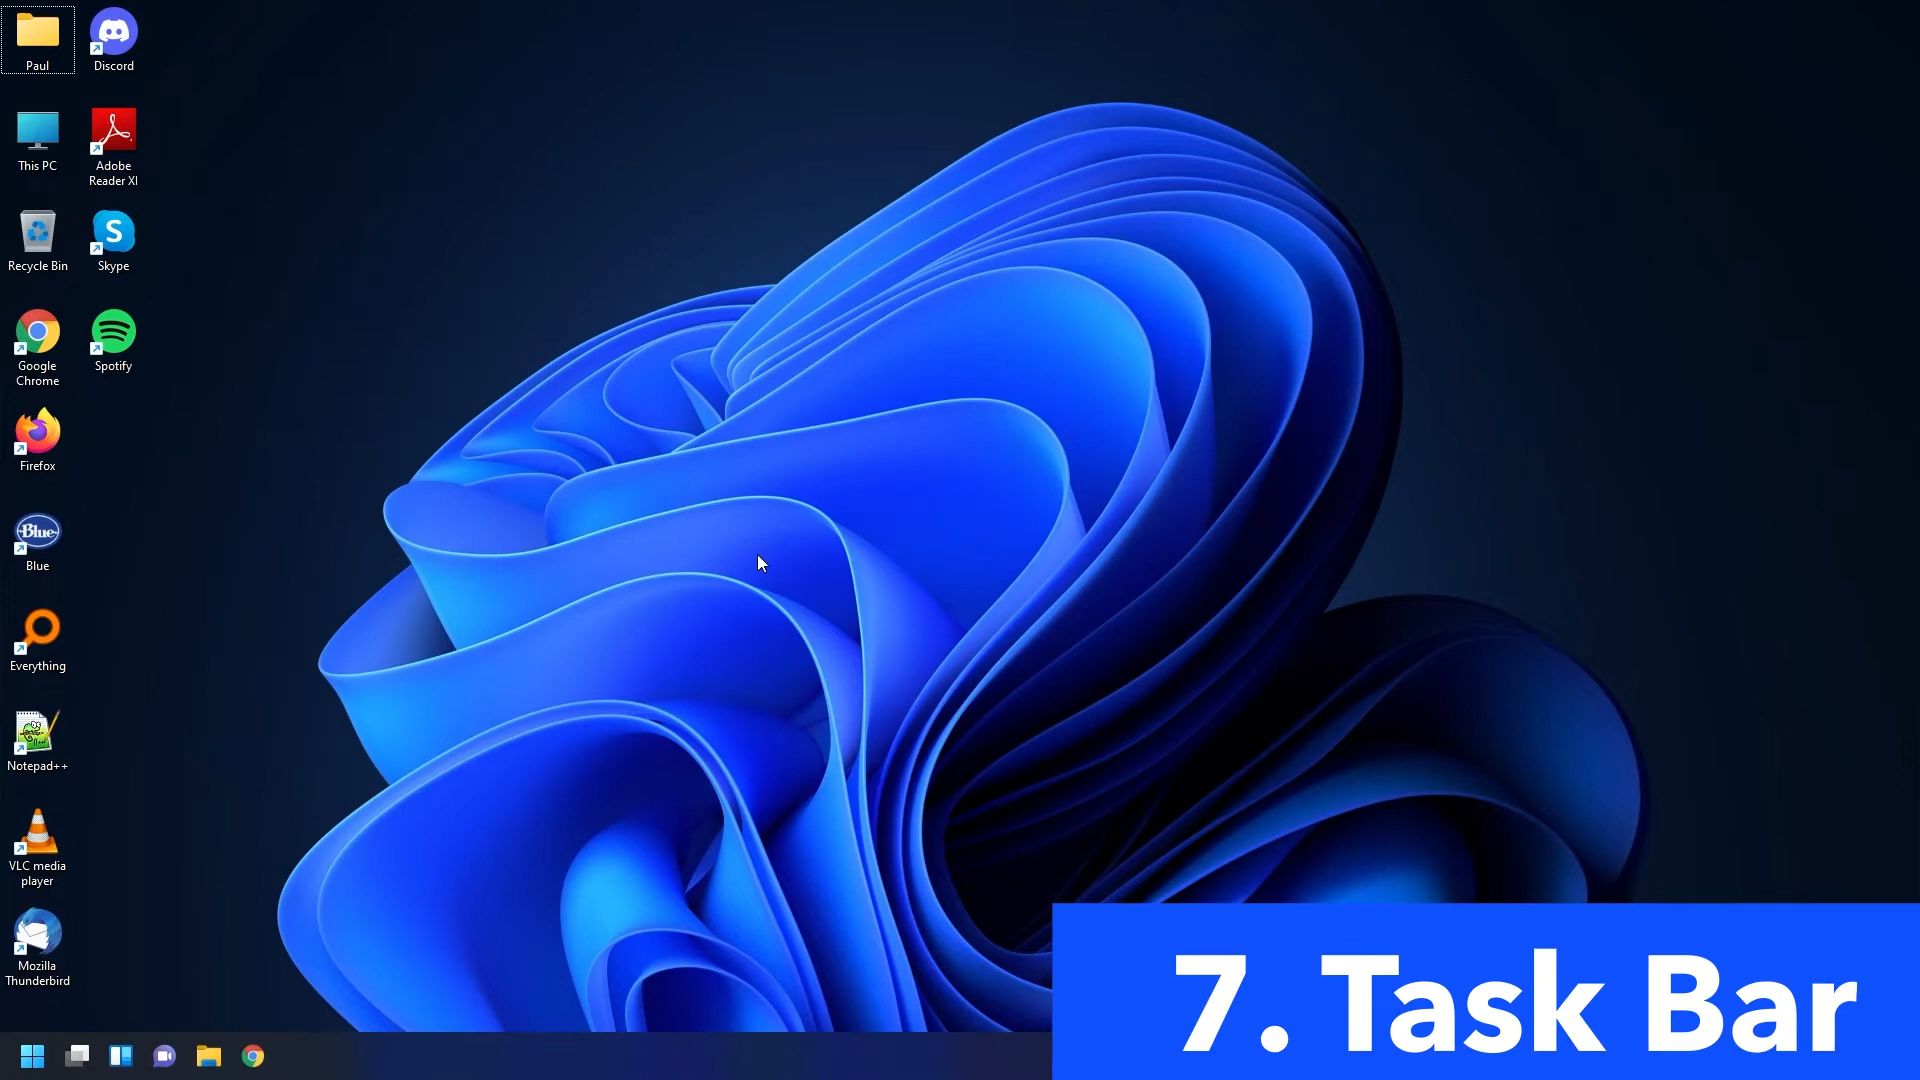 Paul
Discord
This PC
Adobe
Reader XI
Recycle Bin
S
Skype
Google
Chrome
Spotify
Firefox
Blue
Blue
Everything
Notepad++
VLC media
player
Mozilla
Thunderbird
7. Task Bar